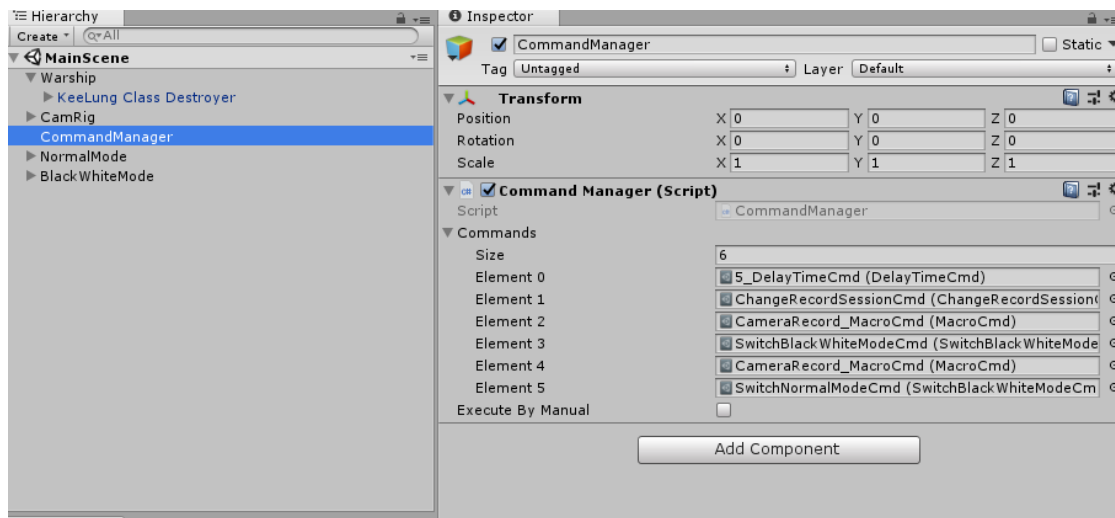 Hierarchy
Create
All
MainScene
Warship
KeeLung Class Destroyer
CamRig
CommandManager
NormalMode
BlackWhiteMode
Inspector
CommandManager
Static
Tag Untagged Layer Default
Transform
Position X 0 Y 0 Z 0
Rotation X 0 Y 0 Z 0
Scale X 1 Y 1 Z 1
Command Manager (Script)
Script CommandManager
Commands
Size 6
Element 0 5_DelayTimeCmd (DelayTimeCmd)
Element 1 ChangeRecordSessionCmd (ChangeRecordSession
Element 2 CameraRecord_MacroCmd (MacroCmd)
Element 3 SwitchBlackWhiteModeCmd (SwitchBlackWhiteMode
Element 4 CameraRecord_MacroCmd (MacroCmd)
Element 5 SwitchNormalModeCmd (SwitchBlackWhiteModeCm
Execute By Manual
Add Component